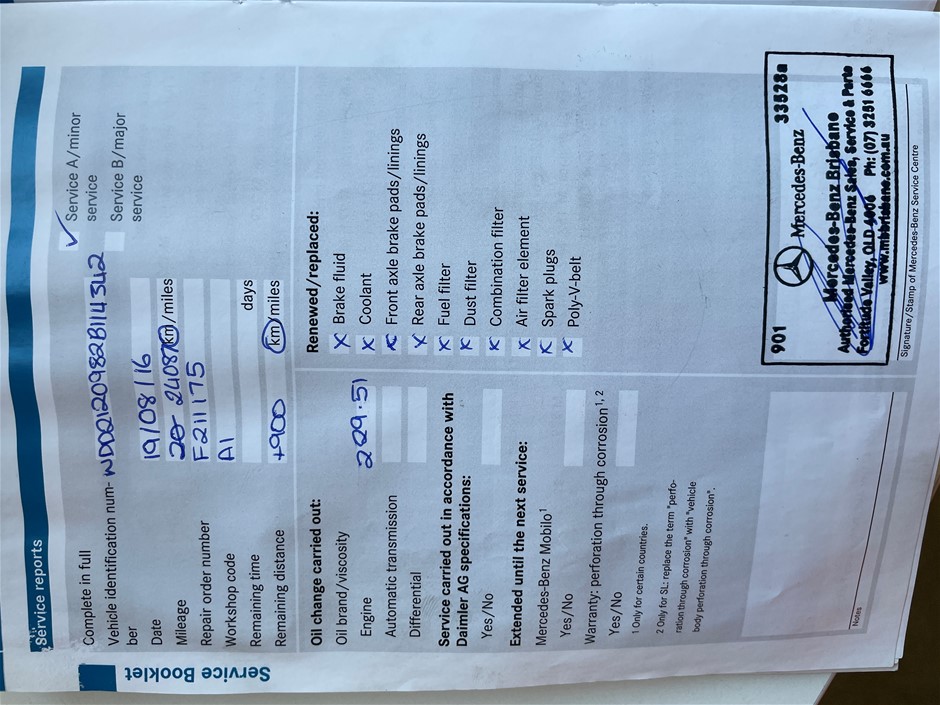 Service Booklet
Service reports
Complete in full
✓ Service A/minor
service
Service B/major
service
Vehicle identification num-
ber
WDD2120982B114342
Date 19/08/16
Mileage 24087 km/miles
Repair order number F211175
Workshop code A1
Remaining time days
Remaining distance +900 km/miles
Oil change carried out:
Oil brand/viscosity
Engine 229.51
Automatic transmission
Differential
Service carried out in accordance with
Daimler AG specifications:
Yes/No
Extended until the next service:
Mercedes-Benz Mobilo¹
Yes/No
Warranty: perforation through corrosion¹, ²
Yes/No
1 Only for certain countries.
2 Only for SL: replace the term "perfo-
ration through corrosion" with "vehicle
body perforation through corrosion".
Renewed/replaced:
x Brake fluid
x Coolant
x Front axle brake pads/linings
x Rear axle brake pads/linings
x Fuel filter
x Dust filter
x Combination filter
x Air filter element
x Spark plugs
x Poly-V-belt
Notes
901 33528a
Mercedes-Benz
Mercedes-Benz Brisbane
Authorised Mercedes-Benz Sales, Service & Parts
Fortitude Valley, QLD 4006 Ph: (07) 3251 6666
www.mbbrisbane.com.au
Signature/Stamp of Mercedes-Benz Service Centre